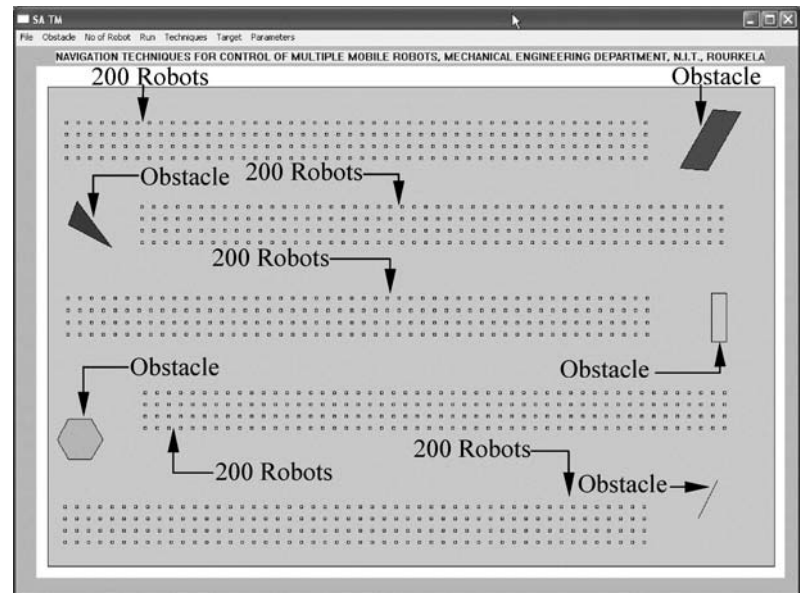 SA TM
File Obstacle No of Robot Run Techniques Target Parameters
NAVIGATION TECHNIQUES FOR CONTROL OF MULTIPLE MOBILE ROBOTS, MECHANICAL ENGINEERING DEPARTMENT, N.I.T., ROURKELA
200 Robots
Obstacle
Obstacle
200 Robots
200 Robots
Obstacle
Obstacle
200 Robots
200 Robots
Obstacle